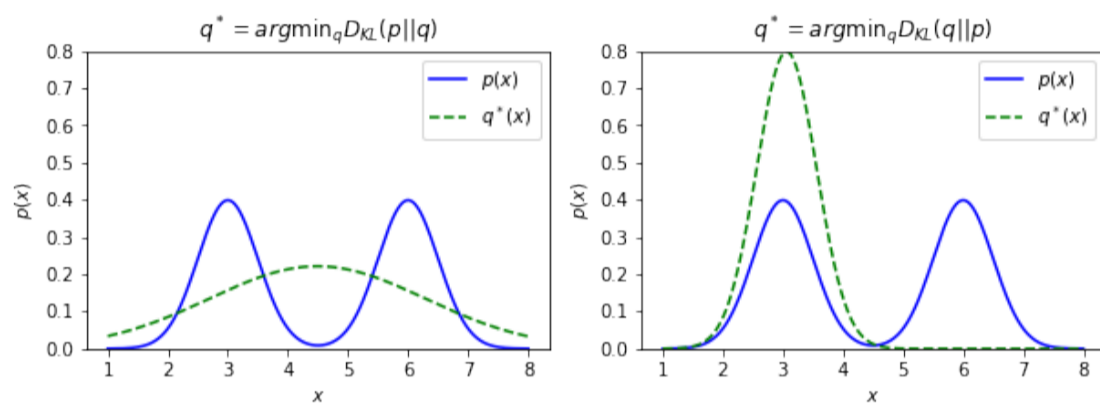 q* = argmin_q D_KL(p||q)
0.8
0.7
0.6
0.5
0.4
0.3
0.2
0.1
0.0
p(x)
p(x)
q*(x)
1 2 3 4 5 6 7 8
x
q* = argmin_q D_KL(q||p)
0.8
0.7
0.6
0.5
0.4
0.3
0.2
0.1
0.0
p(x)
p(x)
q*(x)
1 2 3 4 5 6 7 8
x